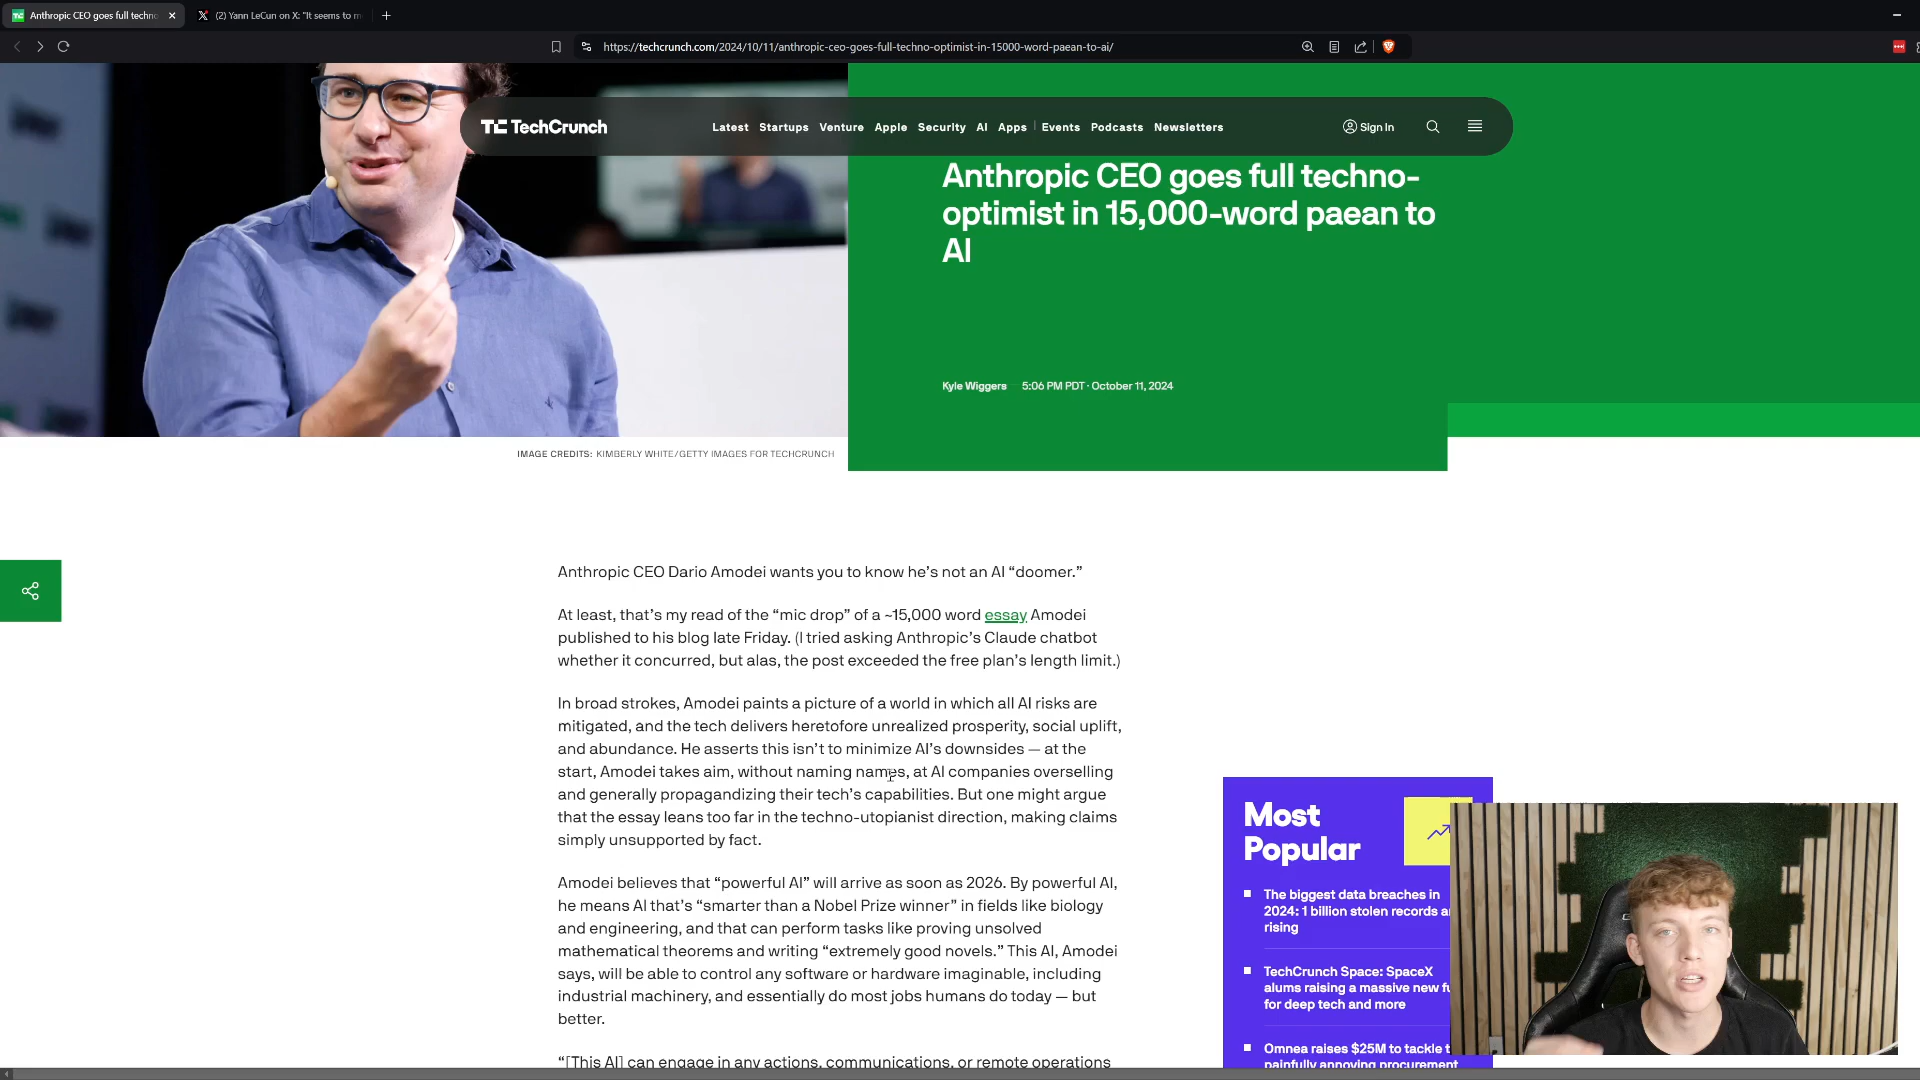 Anthropic CEO goes full techno
(2) Yann LeCun on X: "It seems to m
https://techcrunch.com/2024/10/11/anthropic-ceo-goes-full-techno-optimist-in-15000-word-paean-to-ai/
TechCrunch
Latest Startups Venture Apple Security AI Apps Events Podcasts Newsletters
Sign In
Anthropic CEO goes full techno-
optimist in 15,000-word paean to
AI
Kyle Wiggers 5:06 PM PDT · October 11, 2024
IMAGE CREDITS: KIMBERLY WHITE/GETTY IMAGES FOR TECHCRUNCH
Anthropic CEO Dario Amodei wants you to know he’s not an AI “doomer.”
At least, that’s my read of the “mic drop” of a ~15,000 word essay Amodei
published to his blog late Friday. (I tried asking Anthropic’s Claude chatbot
whether it concurred, but alas, the post exceeded the free plan’s length limit.)
In broad strokes, Amodei paints a picture of a world in which all AI risks are
mitigated, and the tech delivers heretofore unrealized prosperity, social uplift,
and abundance. He asserts this isn’t to minimize AI’s downsides — at the
start, Amodei takes aim, without naming names, at AI companies overselling
and generally propagandizing their tech’s capabilities. But one might argue
that the essay leans too far in the techno-utopianist direction, making claims
simply unsupported by fact.
Amodei believes that “powerful AI” will arrive as soon as 2026. By powerful AI,
he means AI that’s “smarter than a Nobel Prize winner” in fields like biology
and engineering, and that can perform tasks like proving unsolved
mathematical theorems and writing “extremely good novels.” This AI, Amodei
says, will be able to control any software or hardware imaginable, including
industrial machinery, and essentially do most jobs humans do today — but
better.
“[This AI] can engage in any actions, communications, or remote operations
Most
Popular
The biggest data breaches in
2024: 1 billion stolen records a
rising
TechCrunch Space: SpaceX
alums raising a massive new fu
for deep tech and more
Omnea raises $25M to tackle t
painfully annoying procurement